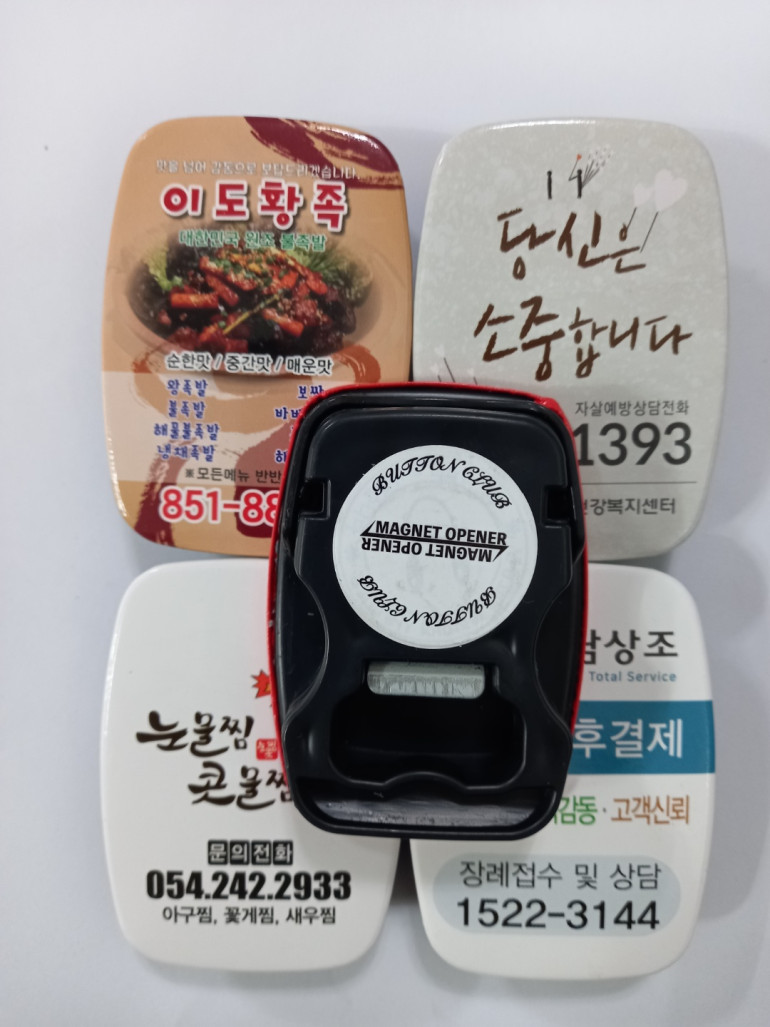 맛을 넘어 감동으로 보답드리겠습니다.
이도황족
대한민국 원조 불족발
순한맛 / 중간맛 / 매운맛
왕족발 보짱
불족발
해물불족발
냉채족발
※모든메뉴 반반
851-88
당신은
소중합니다
자살예방상담전화
1393
강복지센터
BUTTON CLUB
MAGNET OPENER
MAGNET OPENER
BUTTON CLUB
눈물찜
콧물찜
문의전화
054.242.2933
아구찜, 꽃게찜, 새우찜
상조
Total Service
후결제
감동·고객신뢰
장례접수 및 상담
1522-3144